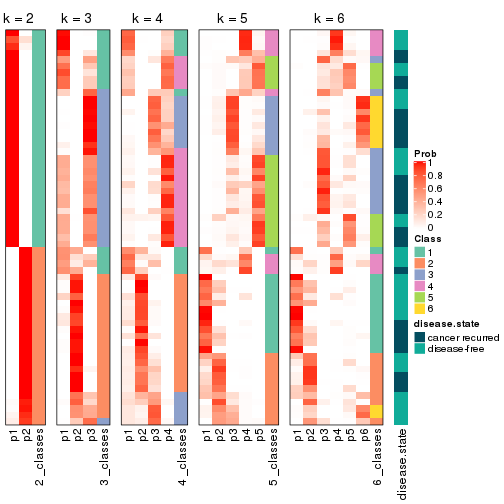 k = 2 k = 3 k = 4 k = 5 k = 6
Prob
1
0.8
0.6
0.4
0.2
0
Class
1
2
3
4
5
6
disease.state
cancer recurred
disease-free
p1 p2 2_classes p1 p2 p3 3_classes p1 p2 p3 p4 4_classes p1 p2 p3 p4 p5 5_classes p1 p2 p3 p4 p5 p6 6_classes disease.state